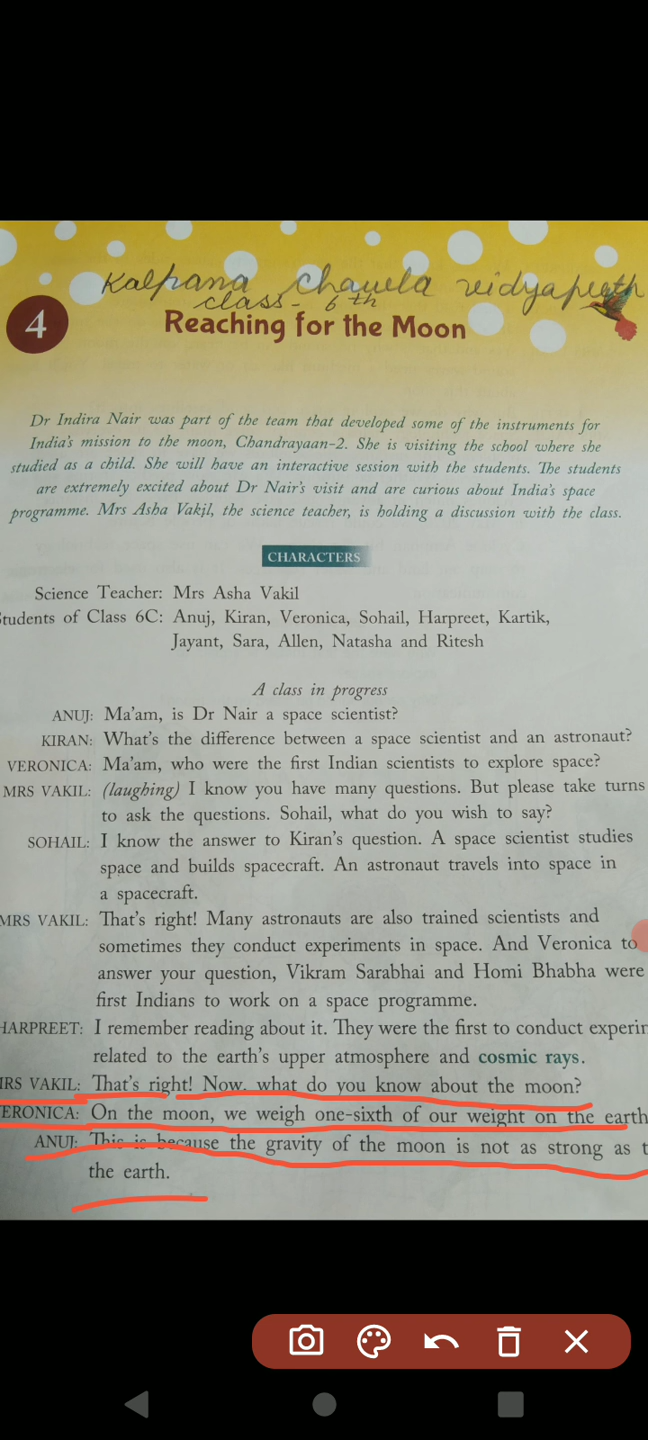 Kalpana Chawla vidyapeeth
class - 6th
4
Reaching for the Moon
Dr Indira Nair was part of the team that developed some of the instruments for
India's mission to the moon, Chandrayaan-2. She is visiting the school where she
studied as a child. She will have an interactive session with the students. The students
are extremely excited about Dr Nair's visit and are curious about India's space
programme. Mrs Asha Vakil, the science teacher, is holding a discussion with the class.
CHARACTERS
Science Teacher: Mrs Asha Vakil
tudents of Class 6C: Anuj, Kiran, Veronica, Sohail, Harpreet, Kartik,
Jayant, Sara, Allen, Natasha and Ritesh
A class in progress
ANUJ: Ma'am, is Dr Nair a space scientist?
KIRAN: What's the difference between a space scientist and an astronaut?
VERONICA: Ma'am, who were the first Indian scientists to explore space?
MRS VAKIL: (laughing) I know you have many questions. But please take turns
to ask the questions. Sohail, what do you wish to say?
SOHAIL: I know the answer to Kiran's question. A space scientist studies
space and builds spacecraft. An astronaut travels into space in
a spacecraft.
MRS VAKIL: That's right! Many astronauts are also trained scientists and
sometimes they conduct experiments in space. And Veronica to
answer your question, Vikram Sarabhai and Homi Bhabha were
first Indians to work on a space programme.
HARPREET: I remember reading about it. They were the first to conduct experim
related to the earth's upper atmosphere and cosmic rays.
RS VAKIL: That's right! Now, what do you know about the moon?
ERONICA: On the moon, we weigh one-sixth of our weight on the earth
ANUJ: This is because the gravity of the moon is not as strong as t
the earth.